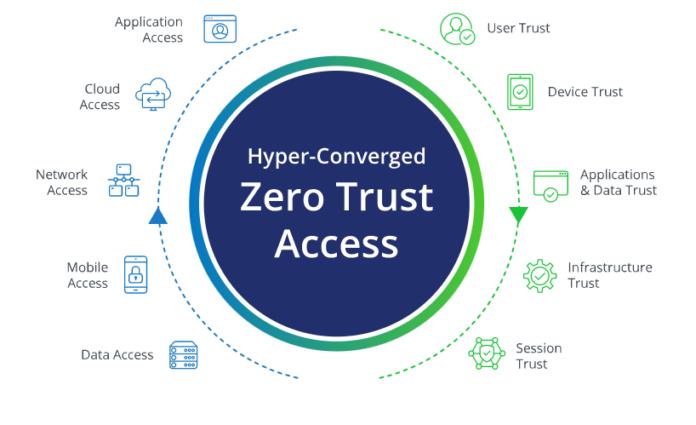 Application
Access
Cloud
Access
Network
Access
Mobile
Access
Data Access
Hyper-Converged
Zero Trust
Access
User Trust
Device Trust
Applications
& Data Trust
Infrastructure
Trust
Session
Trust